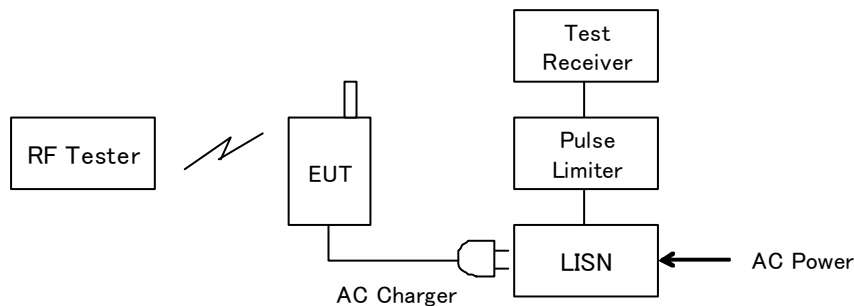 Test
Receiver
RF Tester
EUT
Pulse
Limiter
LISN
AC Power
AC Charger